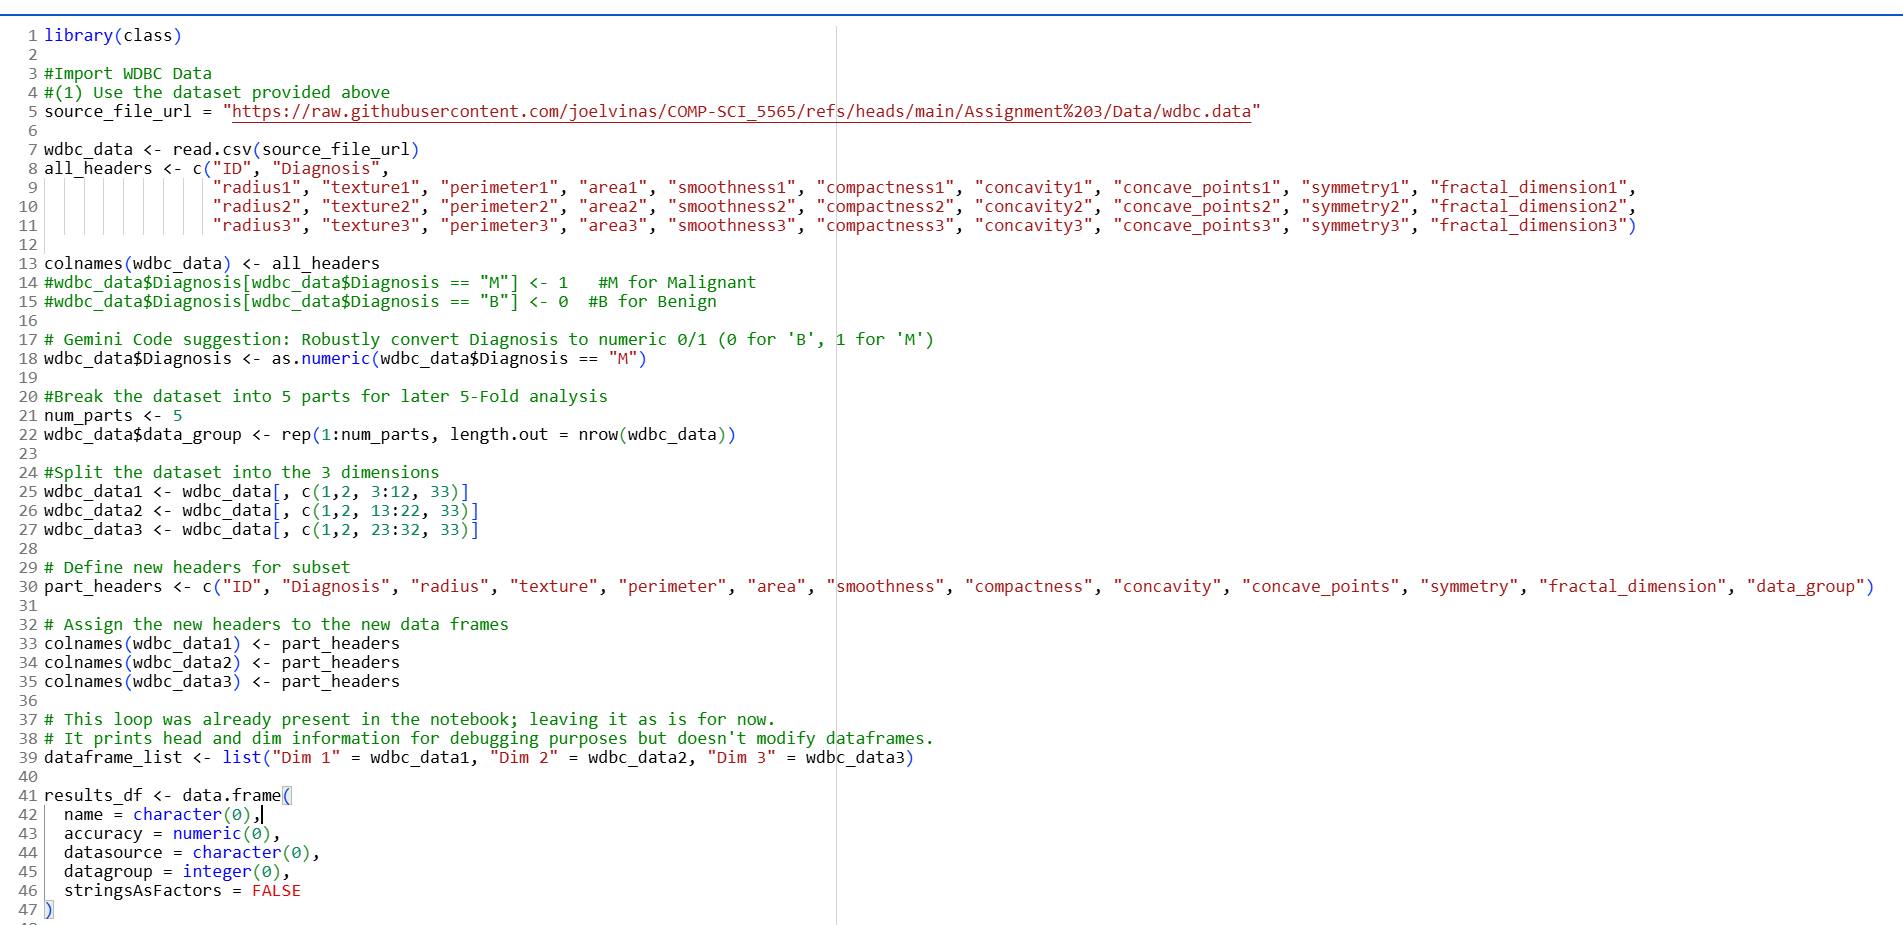 1 library(class)
2
3 #Import WDBC Data
4 #(1) Use the dataset provided above
5 source_file_url = "https://raw.githubusercontent.com/joelvinas/COMP-SCI_5565/refs/heads/main/Assignment%203/Data/wdbc.data"
6
7 wdbc_data <- read.csv(source_file_url)
8 all_headers <- c("ID", "Diagnosis",
9 "radius1", "texture1", "perimeter1", "area1", "smoothness1", "compactness1", "concavity1", "concave_points1", "symmetry1", "fractal_dimension1",
10 "radius2", "texture2", "perimeter2", "area2", "smoothness2", "compactness2", "concavity2", "concave_points2", "symmetry2", "fractal_dimension2",
11 "radius3", "texture3", "perimeter3", "area3", "smoothness3", "compactness3", "concavity3", "concave_points3", "symmetry3", "fractal_dimension3")
12
13 colnames(wdbc_data) <- all_headers
14 #wdbc_data$Diagnosis[wdbc_data$Diagnosis == "M"] <- 1   #M for Malignant
15 #wdbc_data$Diagnosis[wdbc_data$Diagnosis == "B"] <- 0  #B for Benign
16
17 # Gemini Code suggestion: Robustly convert Diagnosis to numeric 0/1 (0 for 'B', 1 for 'M')
18 wdbc_data$Diagnosis <- as.numeric(wdbc_data$Diagnosis == "M")
19
20 #Break the dataset into 5 parts for later 5-Fold analysis
21 num_parts <- 5
22 wdbc_data$data_group <- rep(1:num_parts, length.out = nrow(wdbc_data))
23
24 #Split the dataset into the 3 dimensions
25 wdbc_data1 <- wdbc_data[, c(1,2, 3:12, 33)]
26 wdbc_data2 <- wdbc_data[, c(1,2, 13:22, 33)]
27 wdbc_data3 <- wdbc_data[, c(1,2, 23:32, 33)]
28
29 # Define new headers for subset
30 part_headers <- c("ID", "Diagnosis", "radius", "texture", "perimeter", "area", "smoothness", "compactness", "concavity", "concave_points", "symmetry", "fractal_dimension", "data_group")
31
32 # Assign the new headers to the new data frames
33 colnames(wdbc_data1) <- part_headers
34 colnames(wdbc_data2) <- part_headers
35 colnames(wdbc_data3) <- part_headers
36
37 # This loop was already present in the notebook; leaving it as is for now.
38 # It prints head and dim information for debugging purposes but doesn't modify dataframes.
39 dataframe_list <- list("Dim 1" = wdbc_data1, "Dim 2" = wdbc_data2, "Dim 3" = wdbc_data3)
40
41 results_df <- data.frame(
42   name = character(0),
43   accuracy = numeric(0),
44   datasource = character(0),
45   datagroup = integer(0),
46   stringsAsFactors = FALSE
47 )